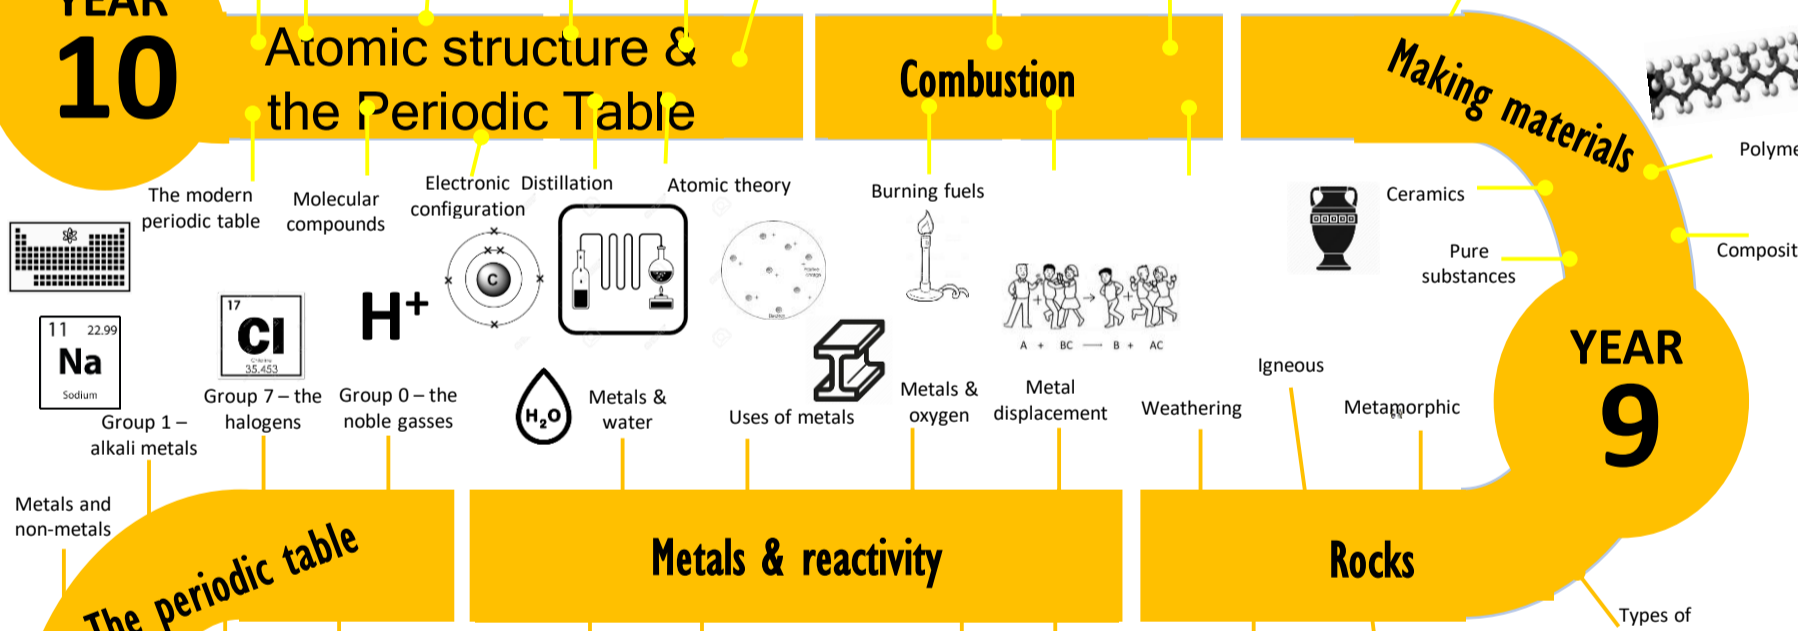 YEAR
10
Atomic structure &
the Periodic Table
Combustion
Making materials
Polyme
Ceramics
Composit
Pure
substances
The modern
periodic table
Molecular
compounds
Electronic
configuration
Distillation
Atomic theory
Burning fuels
C
H+
17
Cl
35.453
11 22.99
Na
Sodium
H2O
A + BC → B + AC
YEAR
9
Group 1 –
alkali metals
Group 7 – the
halogens
Group 0 – the
noble gasses
Metals &
water
Uses of metals
Metals &
oxygen
Metal
displacement
Weathering
Igneous
Metamorphic
Metals and
non-metals
The periodic table
Metals & reactivity
Rocks
Types of